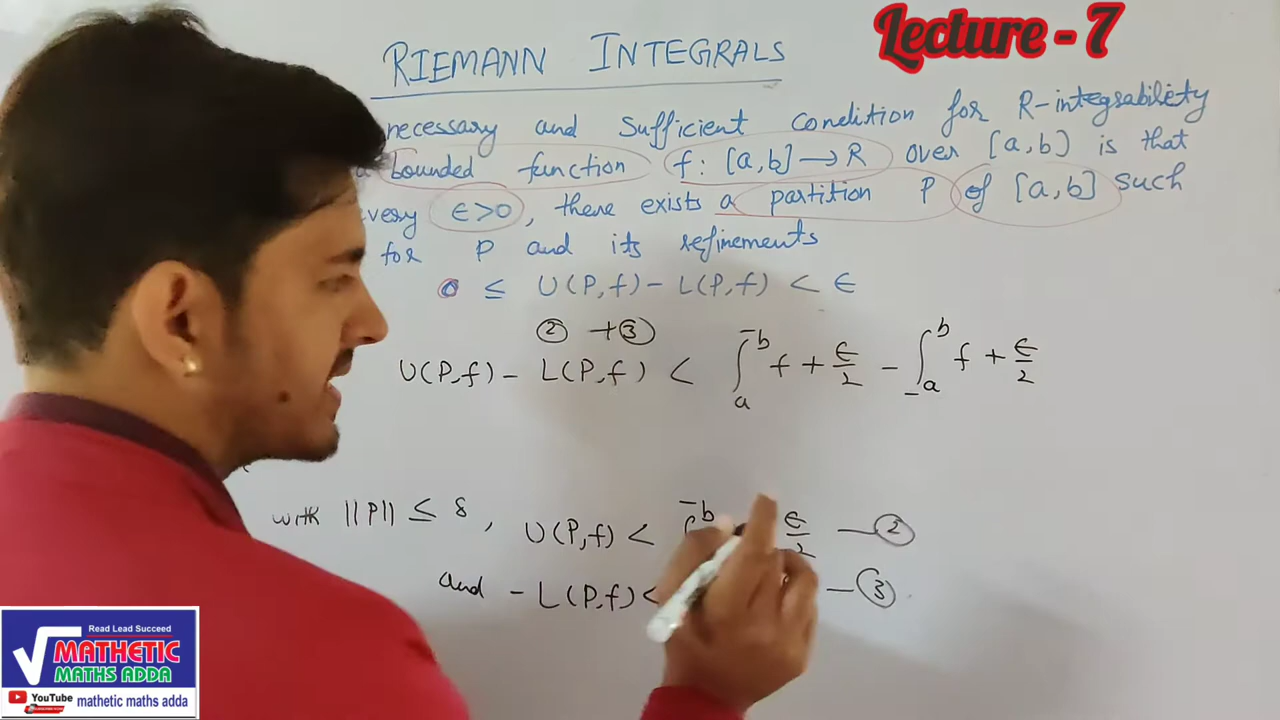 Lecture - 7
RIEMANN INTEGRALS
necessary and Sufficient Condition for R-integrability
bounded function f: [a,b] → R over [a,b] is that
every ε>0, there exists a partition P of [a,b] such
for P and its refinements
0 ≤ U(P,f) - L(P,f) < ε
② + ③
U(P,f) - L(P,f) < ∫̄_a^b f + ε/2 - ∫̲_a^b f + ε/2
with ||P|| ≤ δ, U(P,f) < ∫̄^b ε/2 — ②
and - L(P,f) < — ③
Read Lead Succeed
MATHETIC
MATHS ADDA
YouTube mathetic maths adda